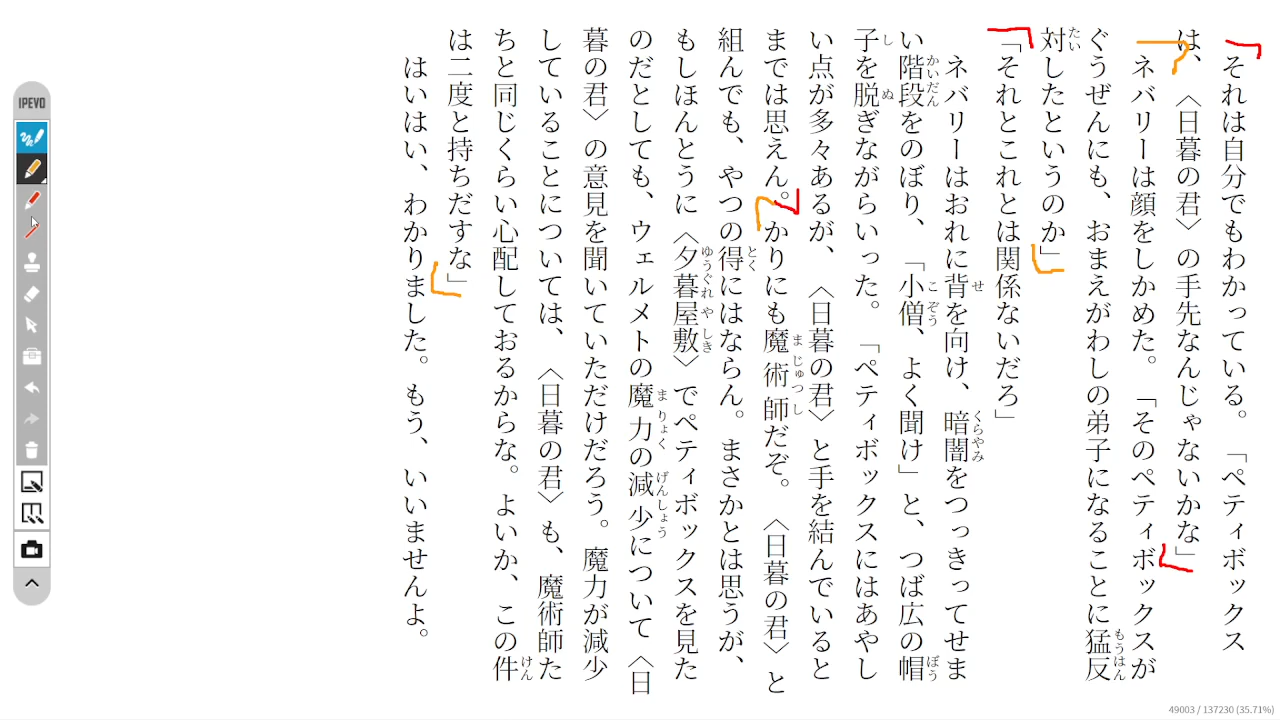 それは自分でもわかっている。「ペティボックス
は、〈日暮の君〉の手先なんじゃないかな」
ネバリーは顔をしかめた。「そのペティボックスが
ぐうぜんにも、おまえがわしの弟子になることに猛反
対したというのか」
「それとこれとは関係ないだろ」
ネバリーはおれに背を向け、暗闇をつっきってせま
い階段をのぼり、「小僧、よく聞け」と、つば広の帽
子を脱ぎながらいった。「ペティボックスにはあやし
い点が多々あるが、〈日暮の君〉と手を結んでいると
までは思えん。かりにも魔術師だぞ。〈日暮の君〉と
組んでも、やつの得にはならん。まさかとは思うが、
もしほんとうに〈夕暮屋敷〉でペティボックスを見た
のだとしても、ウェルメトの魔力の減少について〈日
暮の君〉の意見を聞いていただけだろう。魔力が減少
していることについては、〈日暮の君〉も、魔術師た
ちと同じくらい心配しておるからな。よいか、この件
は二度と持ちだすな」
はいはい、わかりました。もう、いいませんよ。
IPEVO
49003 / 137230 (35.71%)